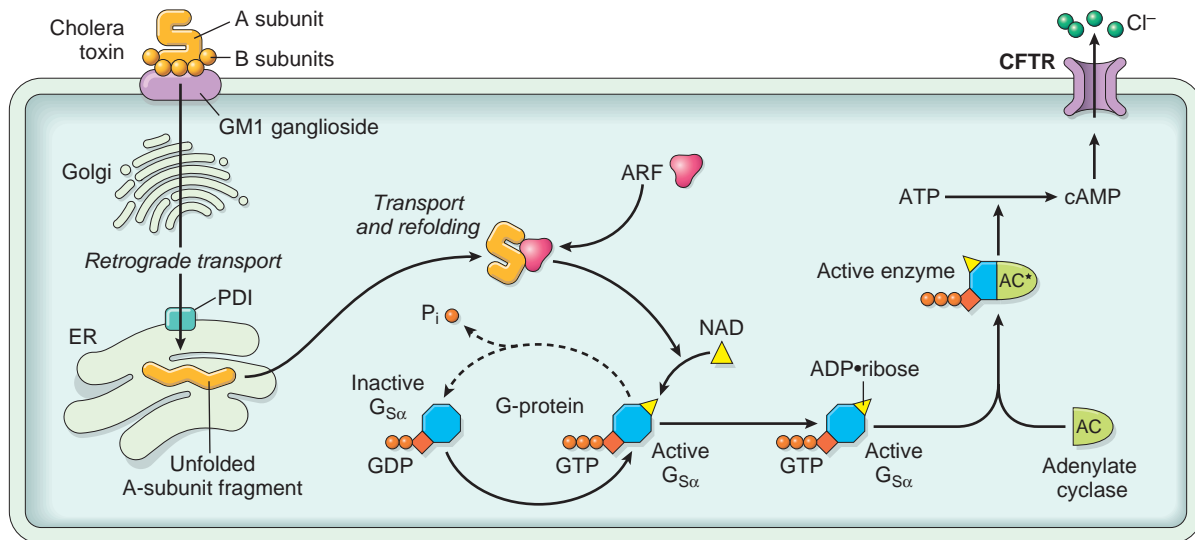 Cholera
toxin
A subunit
B subunits
GM1 ganglioside
Golgi
Retrograde transport
PDI
ER
Unfolded
A-subunit fragment
Transport
and refolding
ARF
Pi
NAD
Inactive
GSα
GDP
G-protein
GTP
Active
GSα
ADP•ribose
GTP
Active
GSα
Active enzyme
AC*
AC
Adenylate
cyclase
ATP
cAMP
CFTR
Cl–